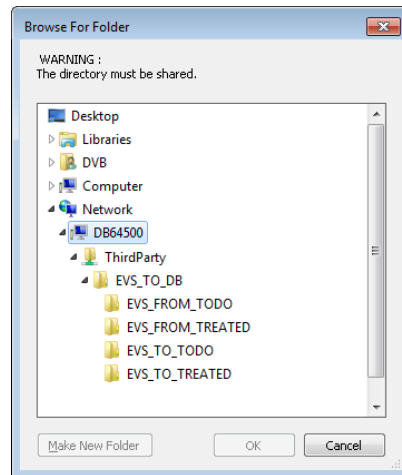 Browse For Folder
WARNING :
The directory must be shared.
Desktop
Libraries
DVB
Computer
Network
DB64500
ThirdParty
EVS_TO_DB
EVS_FROM_TODO
EVS_FROM_TREATED
EVS_TO_TODO
EVS_TO_TREATED
Make New Folder OK Cancel